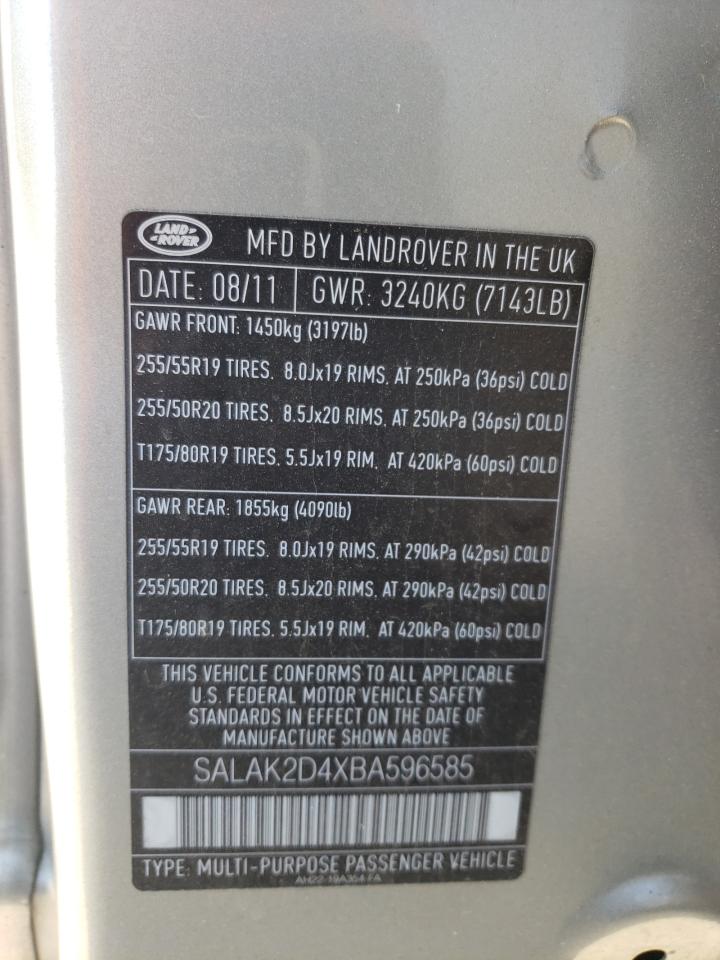 LAND ROVER
MFD BY LANDROVER IN THE UK
DATE: 08/11 GWR: 3240KG (7143LB)
GAWR FRONT: 1450kg (3197lb)
255/55R19 TIRES. 8.0Jx19 RIMS. AT 250kPa (36psi) COLD
255/50R20 TIRES. 8.5Jx20 RIMS. AT 250kPa (36psi) COLD
T175/80R19 TIRES. 5.5Jx19 RIM. AT 420kPa (60psi) COLD
GAWR REAR: 1855kg (4090lb)
255/55R19 TIRES. 8.0Jx19 RIMS. AT 290kPa (42psi) COLD
255/50R20 TIRES. 8.5Jx20 RIMS. AT 290kPa (42psi) COLD
T175/80R19 TIRES. 5.5Jx19 RIM. AT 420kPa (60psi) COLD
THIS VEHICLE CONFORMS TO ALL APPLICABLE
U.S. FEDERAL MOTOR VEHICLE SAFETY
STANDARDS IN EFFECT ON THE DATE OF
MANUFACTURE SHOWN ABOVE
SALAK2D4XBA596585
TYPE: MULTI-PURPOSE PASSENGER VEHICLE
AH22-19A354-FA